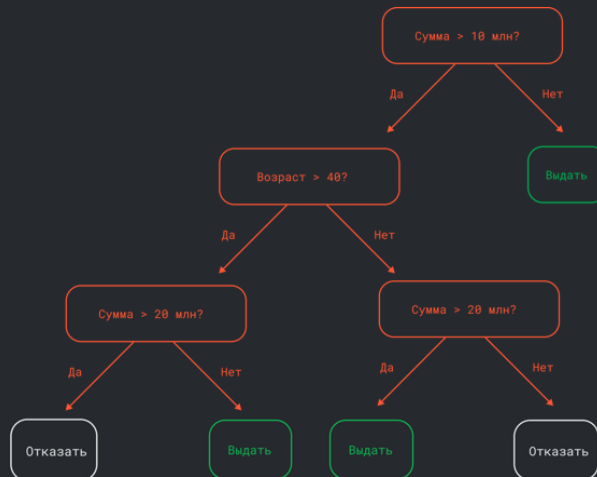 Сумма > 10 млн?
Да
Нет
Возраст > 40?
Выдать
Да
Нет
Сумма > 20 млн?
Сумма > 20 млн?
Да
Нет
Да
Нет
Отказать
Выдать
Выдать
Отказать